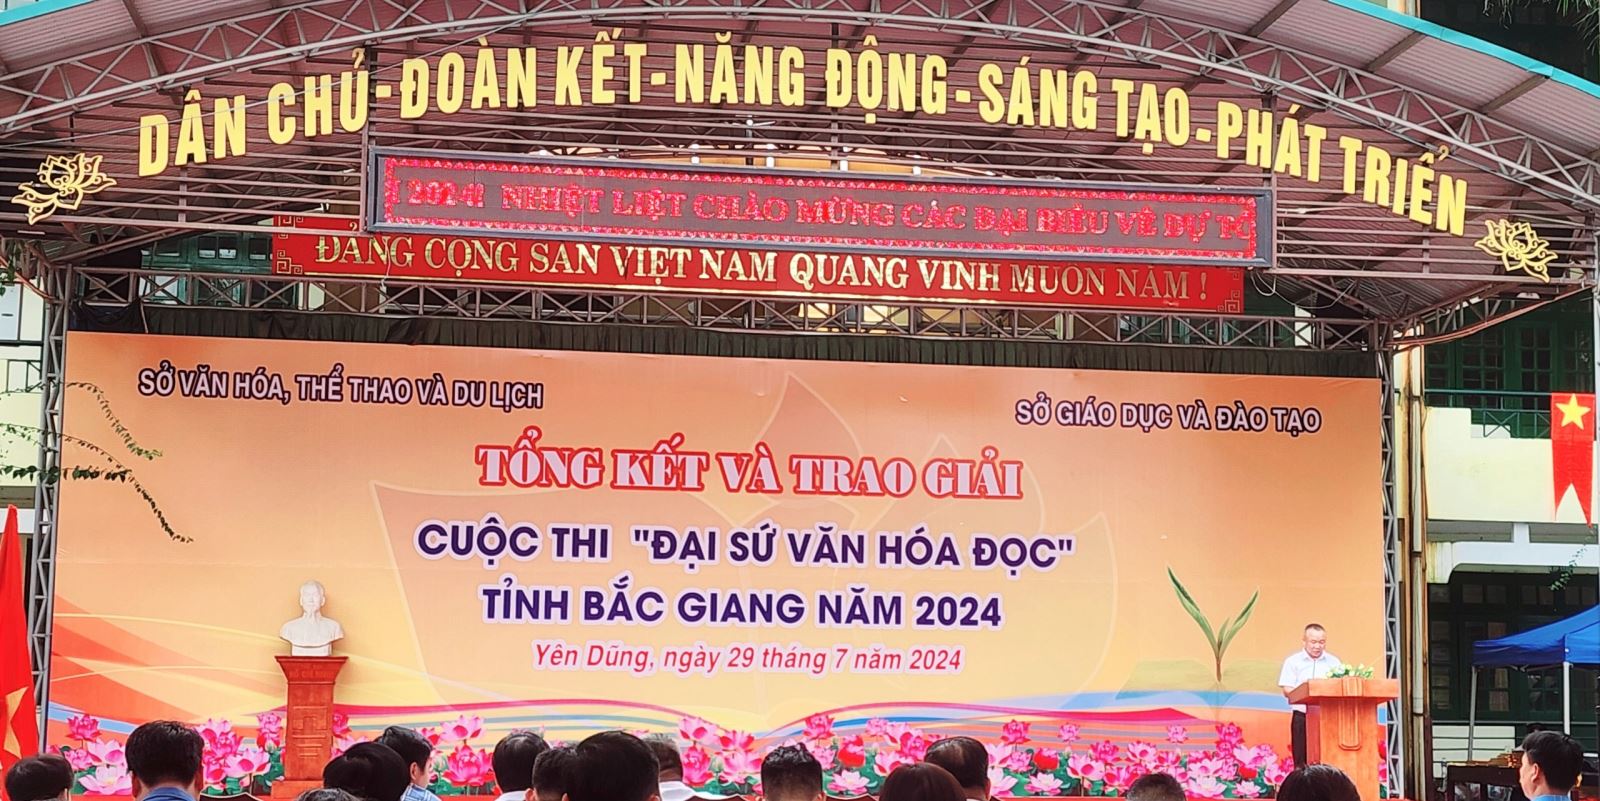 DÂN CHỦ-ĐOÀN KẾT-NĂNG ĐỘNG-SÁNG TẠO-PHÁT TRIỂN
2024! NHIỆT LIỆT CHÀO MỪNG CÁC ĐẠI BIỂU VỀ DỰ TỔ
ĐẢNG CỘNG SẢN VIỆT NAM QUANG VINH MUÔN NĂM !
SỞ VĂN HÓA, THỂ THAO VÀ DU LỊCH
SỞ GIÁO DỤC VÀ ĐÀO TẠO
TỔNG KẾT VÀ TRAO GIẢI
CUỘC THI "ĐẠI SỨ VĂN HÓA ĐỌC"
TỈNH BẮC GIANG NĂM 2024
Yên Dũng, ngày 29 tháng 7 năm 2024